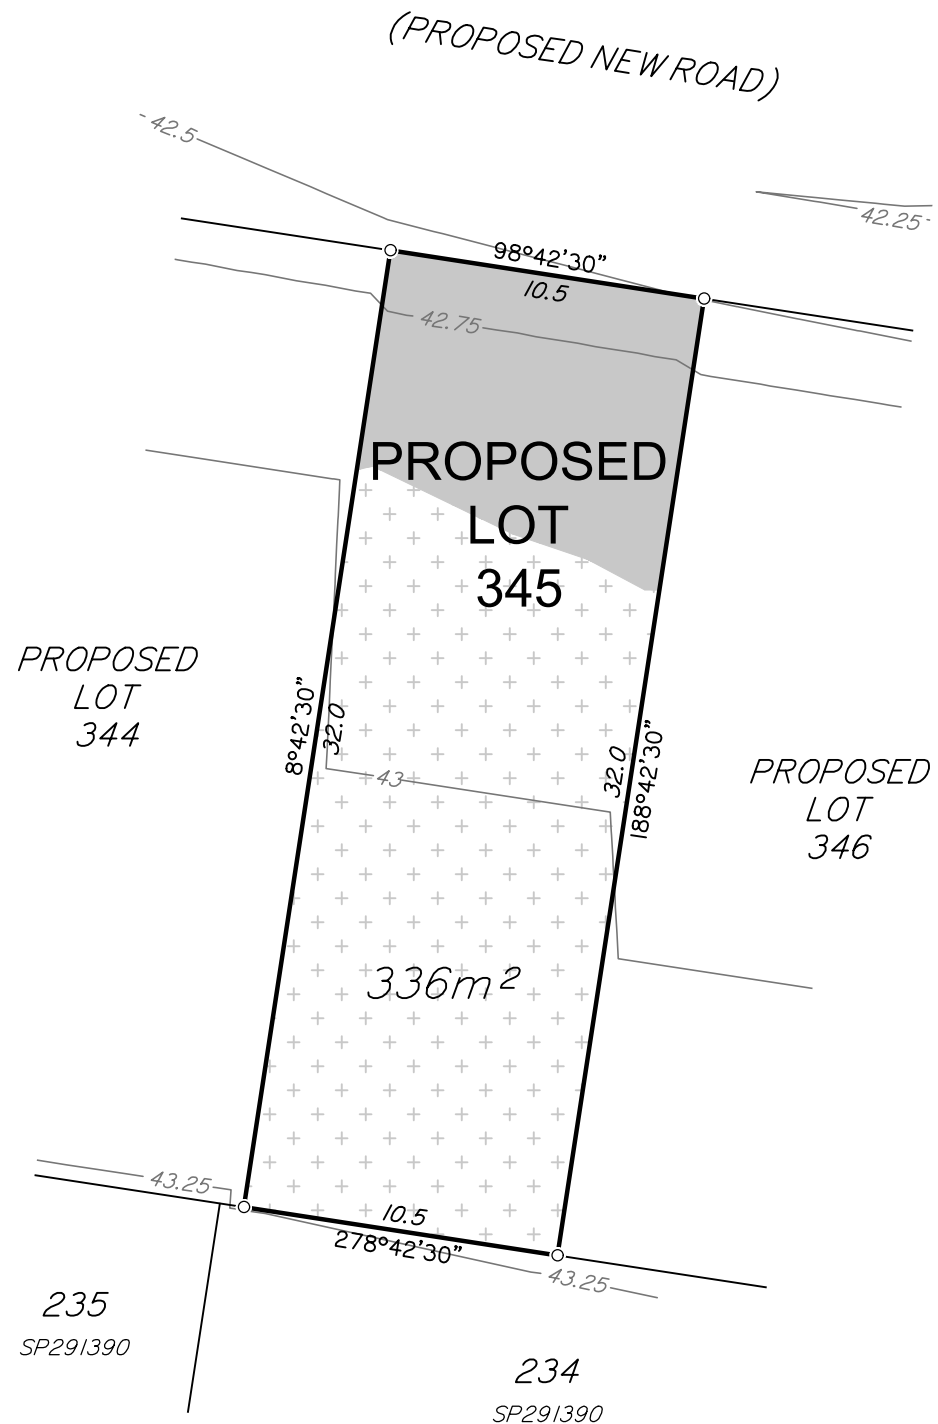 (PROPOSED NEW ROAD)
42.5
42.25
98°42'30"
10.5
42.75
PROPOSED
LOT
345
PROPOSED
LOT
344
8°42'30"
32.0
32.0
188°42'30"
43
PROPOSED
LOT
346
336m²
43.25
10.5
278°42'30"
43.25
235
SP291390
234
SP291390